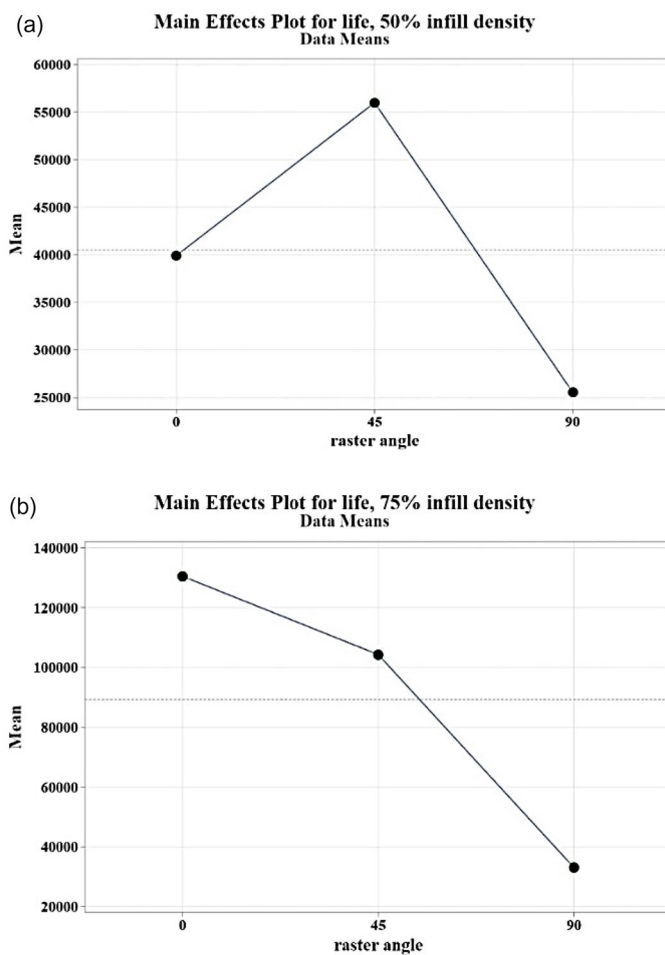 (a)
Main Effects Plot for life, 50% infill density
Data Means
60000
55000
50000
45000
40000
35000
30000
25000
Mean
0 45 90
raster angle
(b)
Main Effects Plot for life, 75% infill density
Data Means
140000
120000
100000
80000
60000
40000
20000
Mean
0 45 90
raster angle